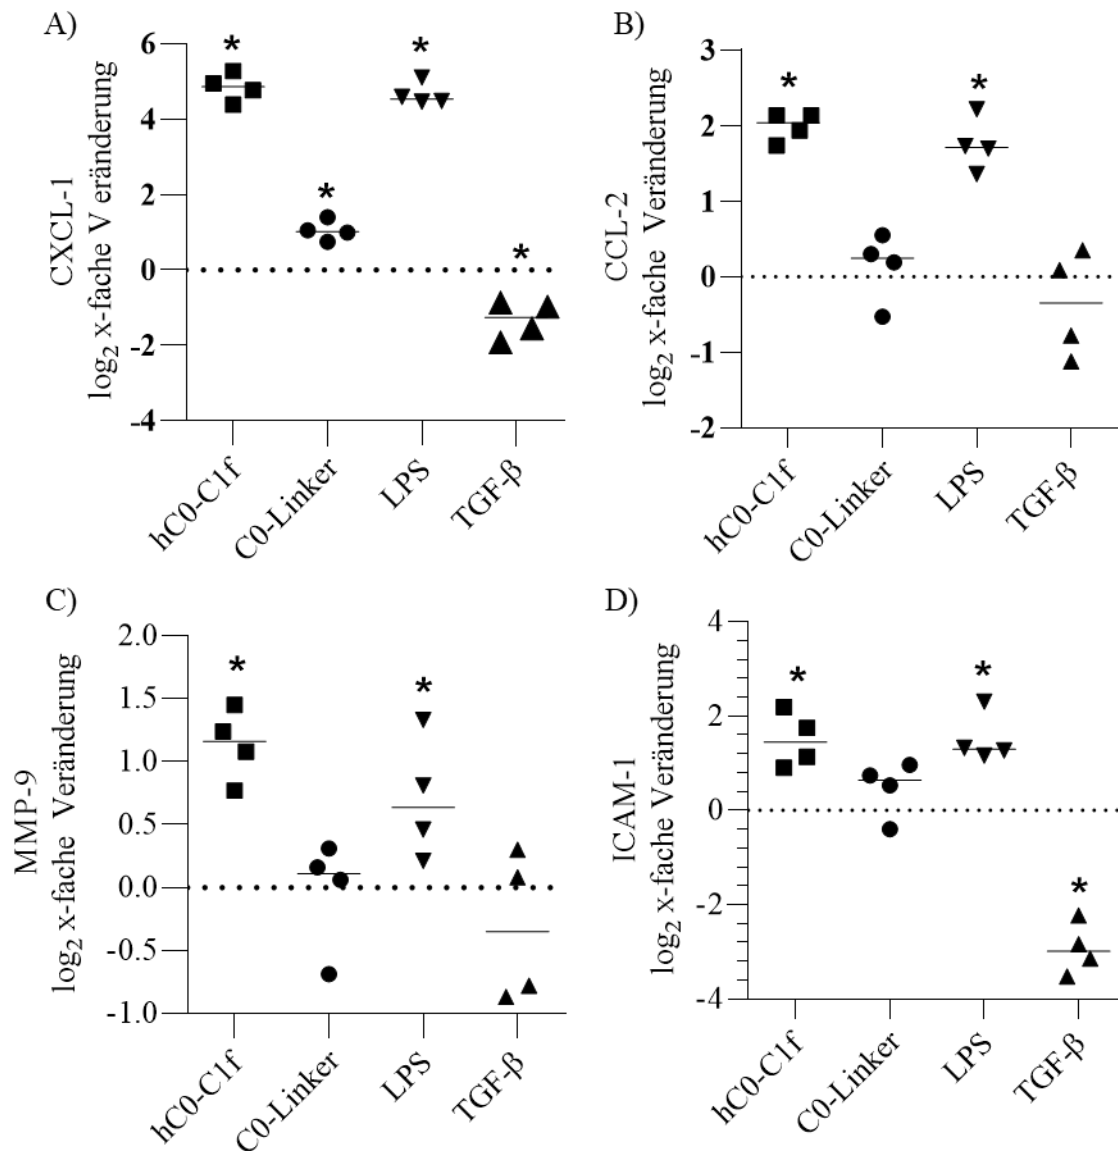 A)
CXCL-1
log₂ x-fache V eränderung
6
4
2
0
-2
-4
*
*
*
*
hC0-C1f
C0-Linker
LPS
TGF-β
B)
CCL-2
log₂ x-fache Veränderung
3
2
1
0
-1
-2
*
*
hC0-C1f
C0-Linker
LPS
TGF-β
C)
MMP-9
log₂ x-fache Veränderung
2.0
1.5
1.0
0.5
0.0
-0.5
-1.0
*
*
hC0-C1f
C0-Linker
LPS
TGF-β
D)
ICAM-1
log₂ x-fache Veränderung
4
2
0
-2
-4
*
*
*
hC0-C1f
C0-Linker
LPS
TGF-β